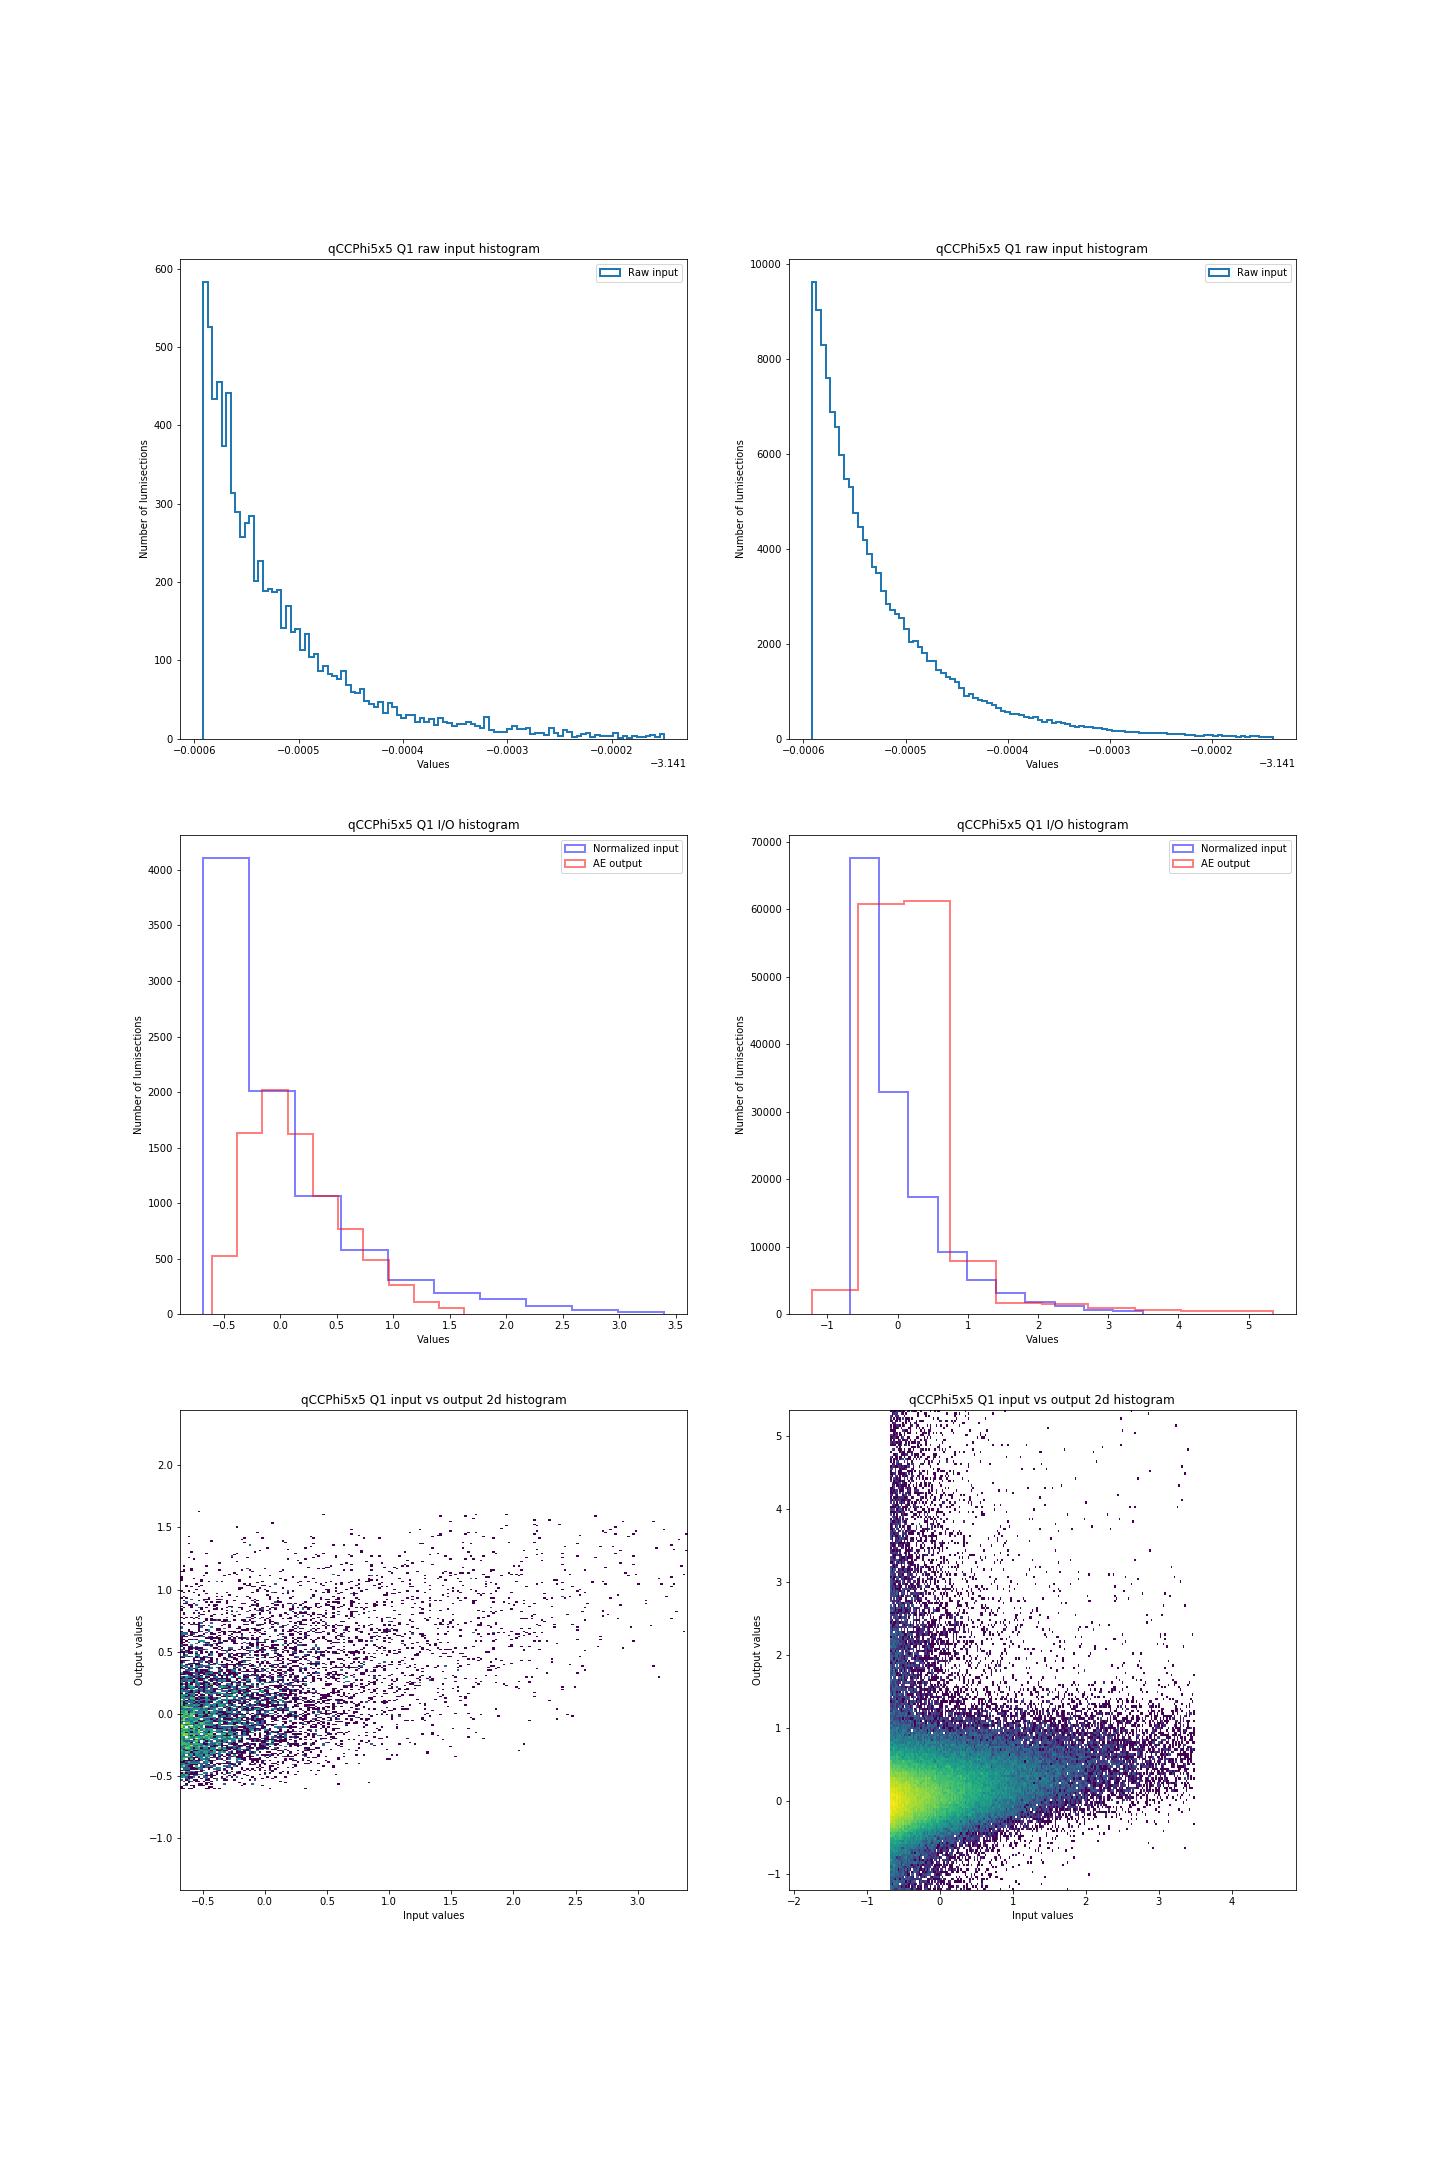 qCCPhi5x5 Q1 raw input histogram
Raw input
600
500
400
300
200
100
0
Number of lumisections
−0.0006 −0.0005 −0.0004 −0.0003 −0.0002
Values
−3.141
qCCPhi5x5 Q1 raw input histogram
Raw input
10000
8000
6000
4000
2000
0
Number of lumisections
−0.0006 −0.0005 −0.0004 −0.0003 −0.0002
Values
−3.141
qCCPhi5x5 Q1 I/O histogram
Normalized input
AE output
4000
3500
3000
2500
2000
1500
1000
500
0
Number of lumisections
−0.5 0.0 0.5 1.0 1.5 2.0 2.5 3.0 3.5
Values
qCCPhi5x5 Q1 I/O histogram
Normalized input
AE output
70000
60000
50000
40000
30000
20000
10000
0
Number of lumisections
−1 0 1 2 3 4 5
Values
qCCPhi5x5 Q1 input vs output 2d histogram
2.0
1.5
1.0
0.5
0.0
−0.5
−1.0
Output values
−0.5 0.0 0.5 1.0 1.5 2.0 2.5 3.0
Input values
qCCPhi5x5 Q1 input vs output 2d histogram
5
4
3
2
1
0
−1
Output values
−2 −1 0 1 2 3 4
Input values